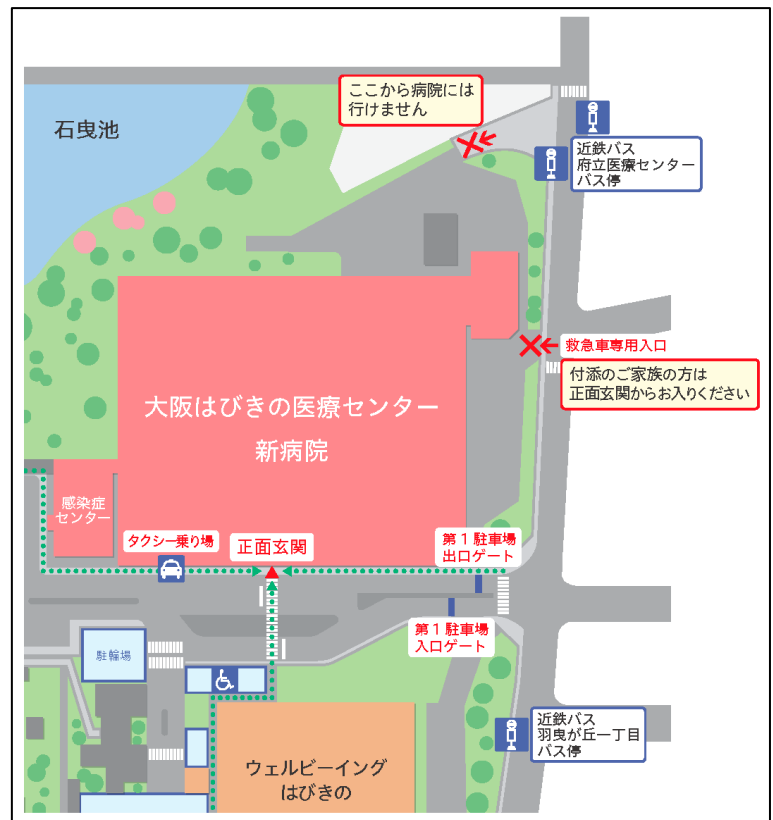 ここから病院には
行けません
石曳池
近鉄バス
府立医療センター
バス停
救急車専用入口
付添のご家族の方は
正面玄関からお入りください
大阪はびきの医療センター
新病院
感染症
センター
タクシー乗り場
正面玄関
第1駐車場
出口ゲート
第1駐車場
入口ゲート
駐輪場
近鉄バス
羽曳が丘一丁目
バス停
ウェルビーイング
はびきの